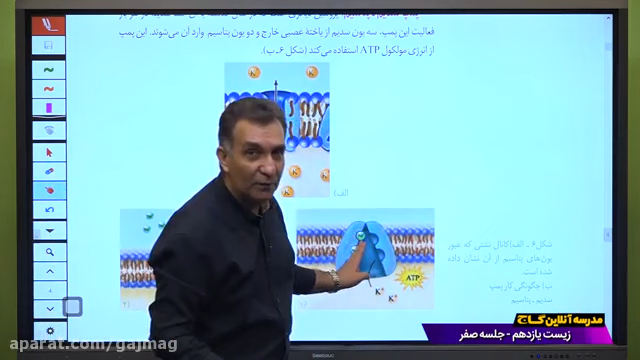 فعالیت این پمپ، سه یون سدیم از یاخته عصبی خارج و دو یون پتاسیم وارد آن می‌شوند. این پمپ
از انرژی مولکول ATP استفاده می‌کند (شکل ۶ـ ب).
K
K
K
K
K
الف)
شکل ۶ ـ الف) کانال نشتی که عبور
یون‌های پتاسیم از آن نشان داده
شده است
ب) چگونگی کار پمپ
سدیم ـ پتاسیم
ATP
K
K
مدرسه آنلاین گاج
زیست یازدهم - جلسه صفر
aparat.com/gajmag